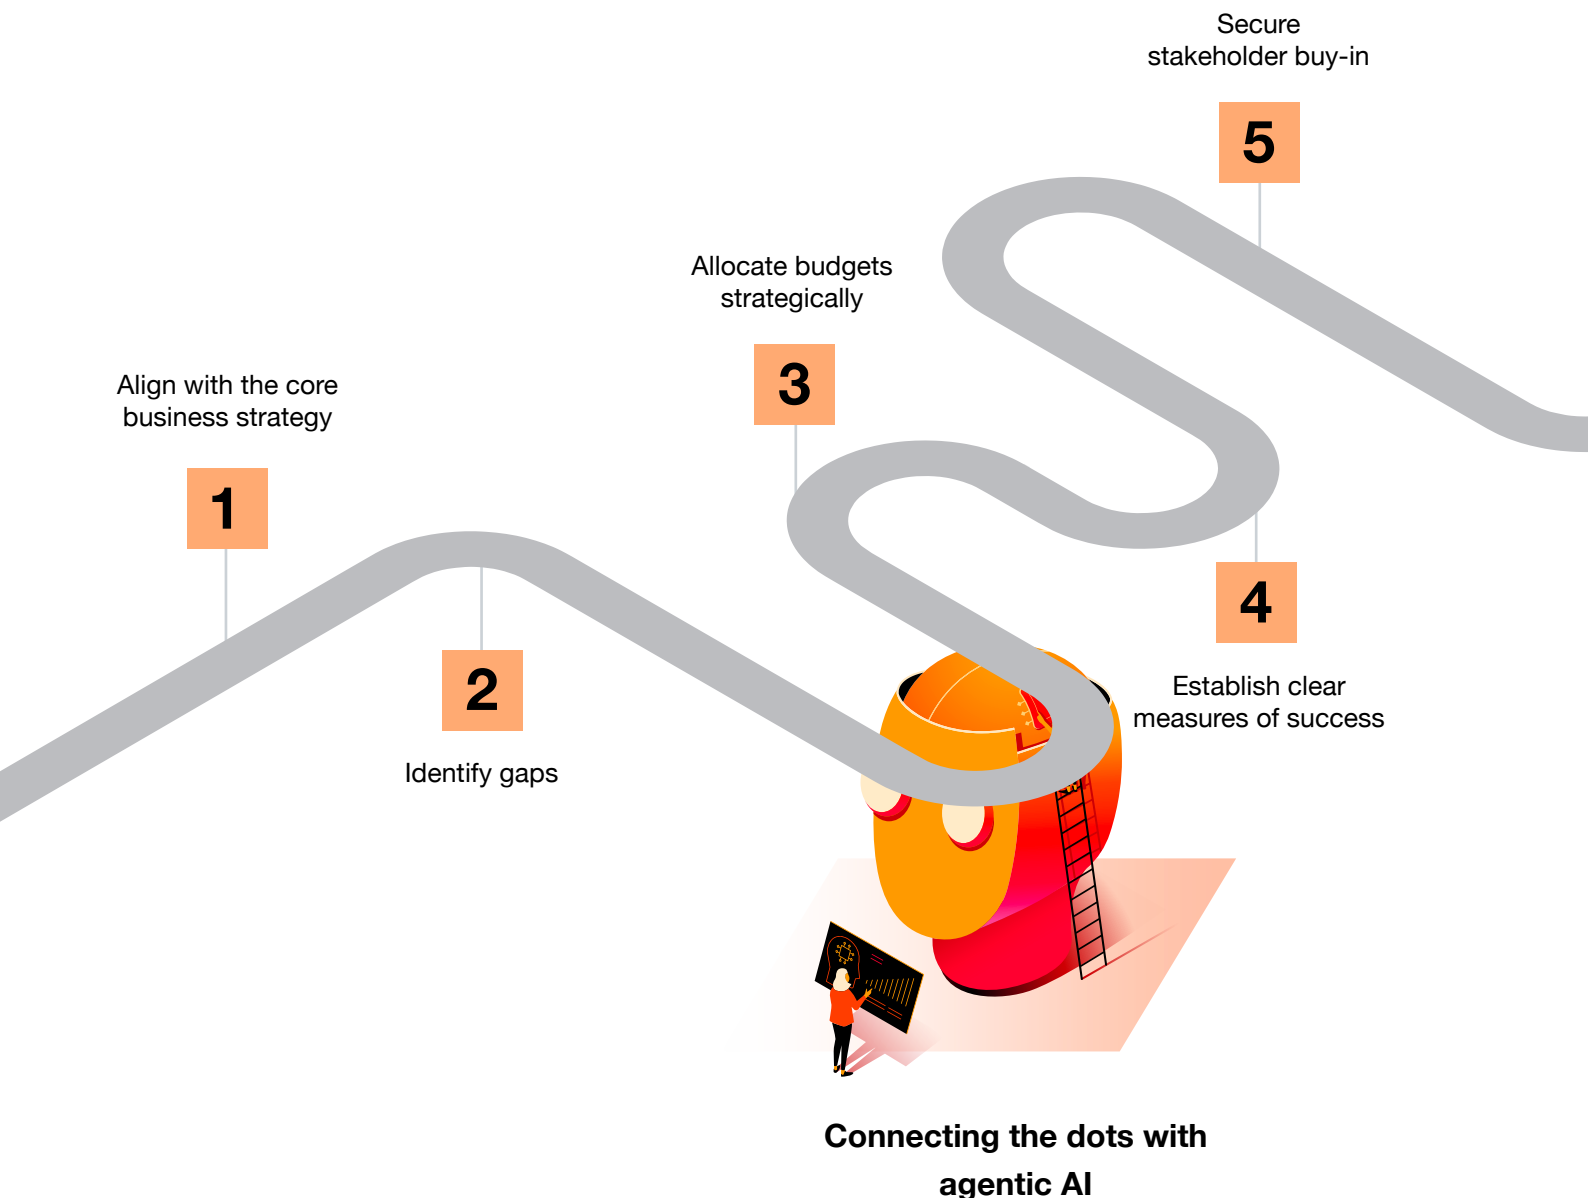 Align with the core
business strategy
1
2
Identify gaps
Allocate budgets
strategically
3
4
Establish clear
measures of success
Secure
stakeholder buy-in
5
Connecting the dots with
agentic AI